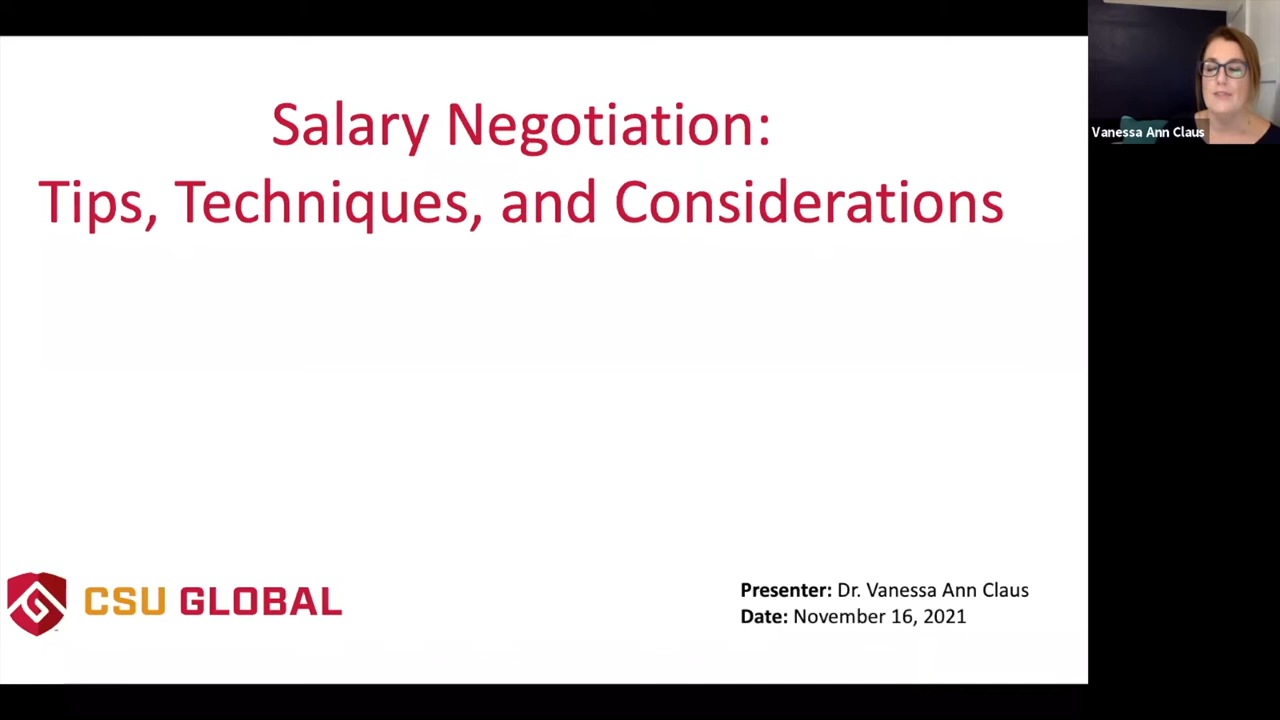 Salary Negotiation:
Tips, Techniques, and Considerations
Vanessa Ann Claus
CSU GLOBAL
Presenter: Dr. Vanessa Ann Claus
Date: November 16, 2021